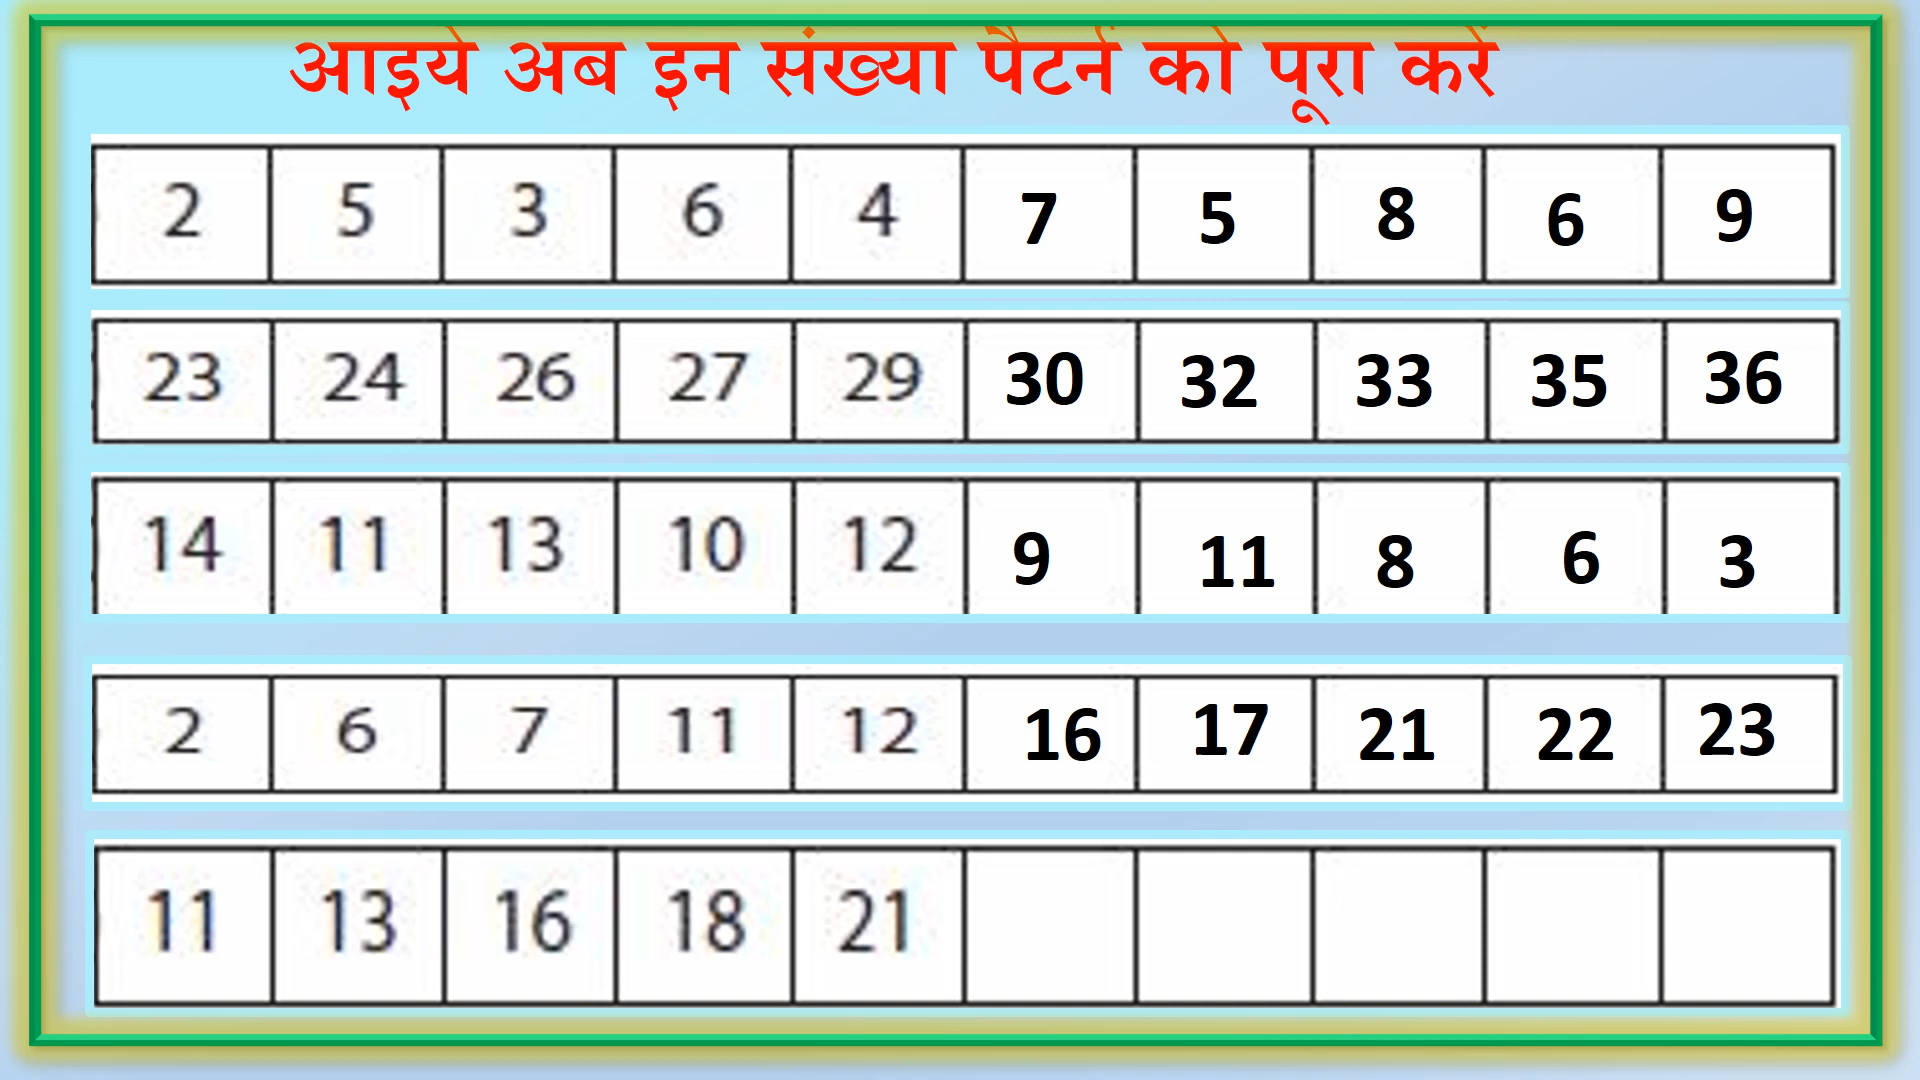 आइये अब इन संख्या पैटर्न को पूरा करें
2 5 3 6 4 7 5 8 6 9
23 24 26 27 29 30 32 33 35 36
14 11 13 10 12 9 11 8 6 3
2 6 7 11 12 16 17 21 22 23
11 13 16 18 21